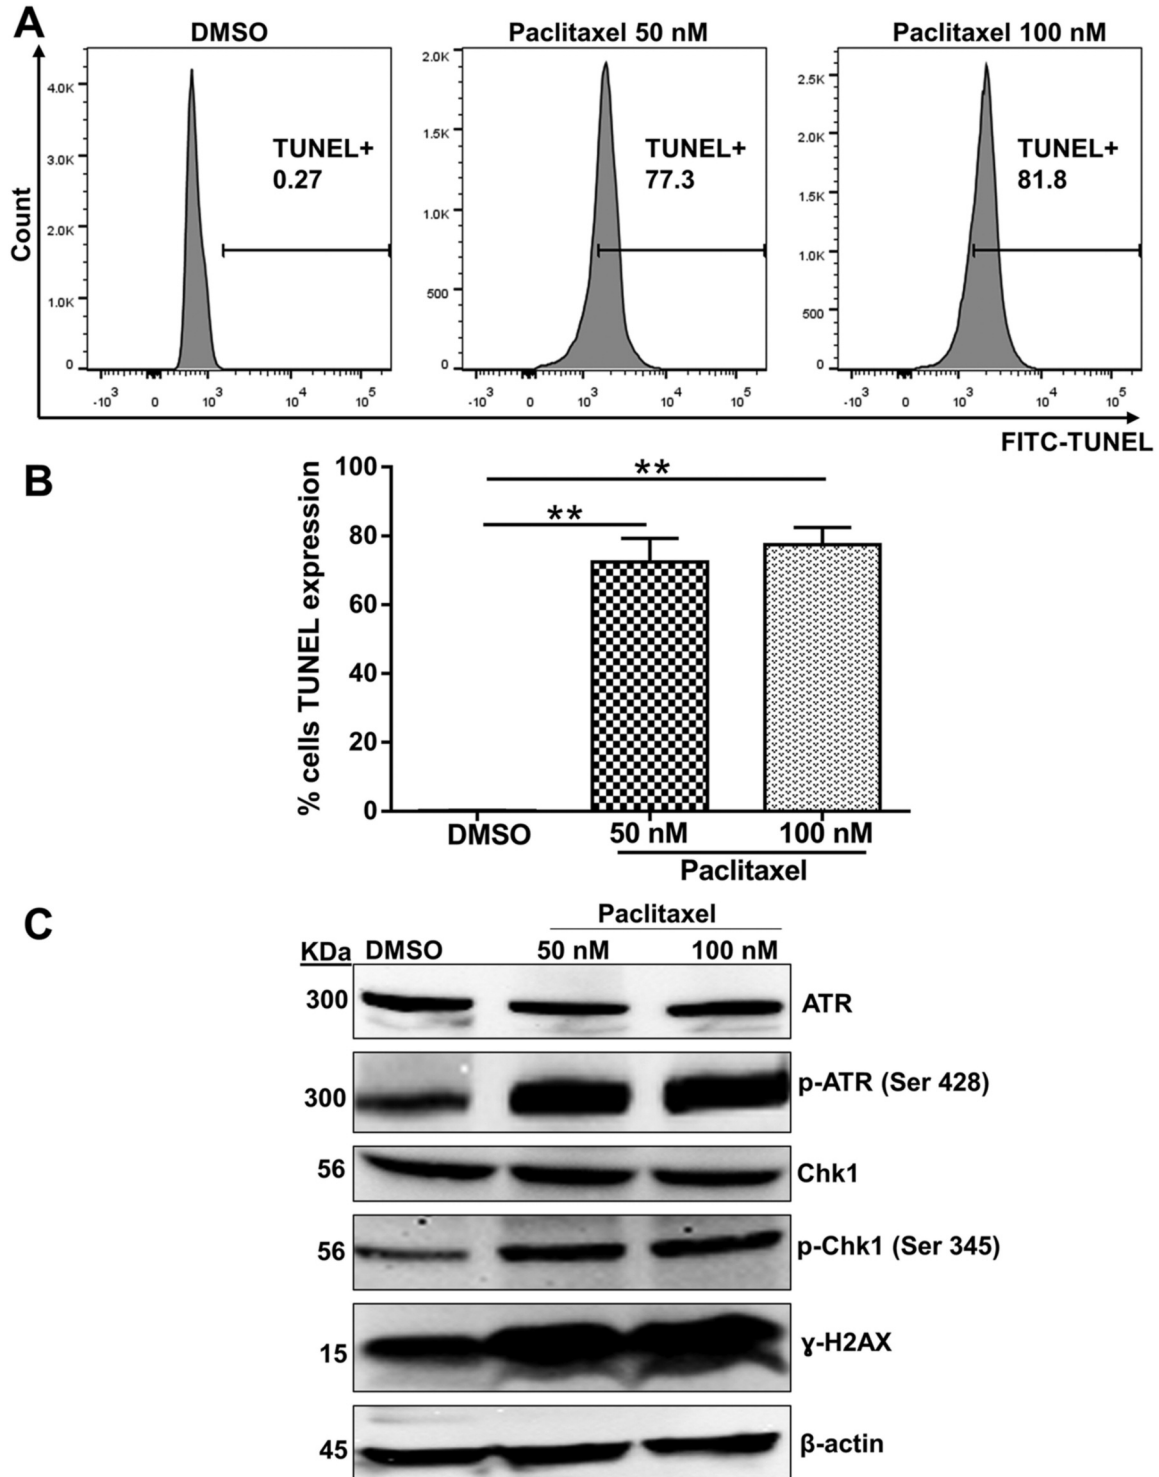 A
DMSO
Paclitaxel 50 nM
Paclitaxel 100 nM
Count
4.0K
3.0K
2.0K
1.0K
0
TUNEL+
0.27
-10³ 0 10³ 10⁴ 10⁵
2.0K
1.5K
1.0K
500
0
TUNEL+
77.3
-10³ 0 10³ 10⁴ 10⁵
2.5K
2.0K
1.5K
1.0K
500
0
TUNEL+
81.8
-10³ 0 10³ 10⁴ 10⁵
FITC-TUNEL
B
% cells TUNEL expression
100
80
60
40
20
0
**
**
DMSO 50 nM 100 nM
Paclitaxel
C
Paclitaxel
KDa DMSO 50 nM 100 nM
300 ATR
300 p-ATR (Ser 428)
56 Chk1
56 p-Chk1 (Ser 345)
15 ɣ-H2AX
45 β-actin